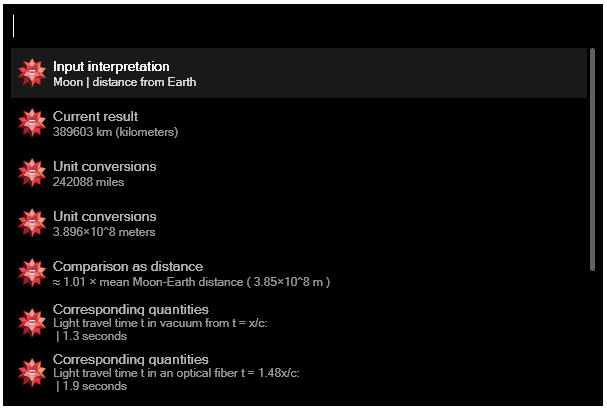 Input interpretation
Moon | distance from Earth
Current result
389603 km (kilometers)
Unit conversions
242088 miles
Unit conversions
3.896×10^8 meters
Comparison as distance
≈ 1.01 × mean Moon-Earth distance ( 3.85×10^8 m )
Corresponding quantities
Light travel time t in vacuum from t = x/c:
| 1.3 seconds
Corresponding quantities
Light travel time t in an optical fiber t = 1.48x/c:
| 1.9 seconds